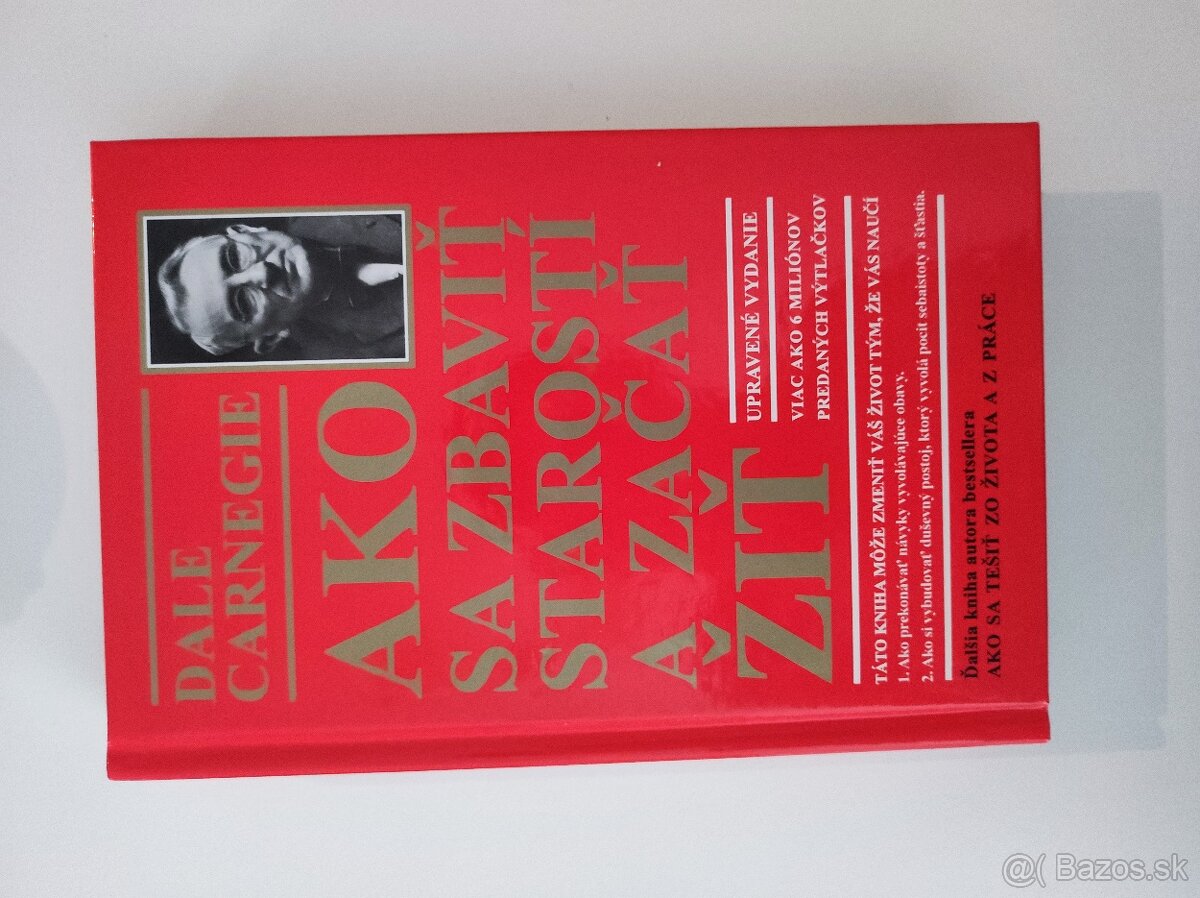 DALE
CARNEGIE
AKO
SA ZBAVIŤ
STAROSTÍ
A ZAČAŤ
ŽIŤ
UPRAVENÉ VYDANIE
VIAC AKO 6 MILIÓNOV
PREDANÝCH VÝTLAČKOV
TÁTO KNIHA MÔŽE ZMENIŤ VÁŠ ŽIVOT TÝM, ŽE VÁS NAUČÍ
1. Ako prekonávať návyky vyvolávajúce obavy.
2. Ako si vybudovať duševný postoj, ktorý vyvolá pocit sebaistoty a šťastia.
Ďalšia kniha autora bestsellera
AKO SA TEŠIŤ ZO ŽIVOTA A Z PRÁCE
@( Bazos.sk